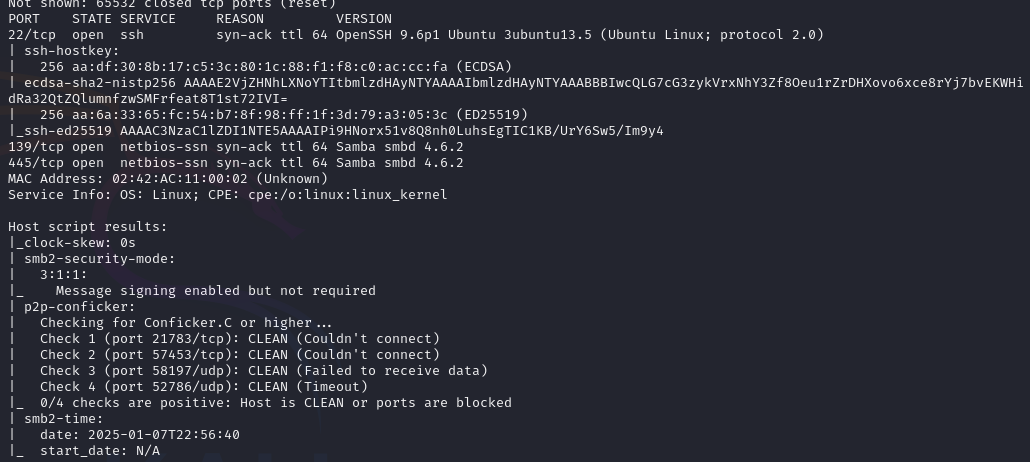 Not shown: 65532 closed tcp ports (reset)
PORT    STATE SERVICE     REASON         VERSION
22/tcp  open  ssh         syn-ack ttl 64 OpenSSH 9.6p1 Ubuntu 3ubuntu13.5 (Ubuntu Linux; protocol 2.0)
| ssh-hostkey:
|   256 aa:df:30:8b:17:c5:3c:80:1c:88:f1:f8:c0:ac:cc:fa (ECDSA)
| ecdsa-sha2-nistp256 AAAAE2VjZHNhLXNoYTItbmlzdHAyNTYAAAAIbmlzdHAyNTYAAABBBIwcQLG7cG3zykVrxNhY3Zf8Oeu1rZrDHXovo6xce8rYj7bvEKWHi
dRa32QtZQlumnfzwSMFrfeat8T1st72IVI=
|   256 aa:6a:33:65:fc:54:b7:8f:98:ff:1f:3d:79:a3:05:3c (ED25519)
|_ssh-ed25519 AAAAC3NzaC1lZDI1NTE5AAAAIPi9HNorx51v8Q8nh0LuhsEgTIC1KB/UrY6Sw5/Im9y4
139/tcp open  netbios-ssn syn-ack ttl 64 Samba smbd 4.6.2
445/tcp open  netbios-ssn syn-ack ttl 64 Samba smbd 4.6.2
MAC Address: 02:42:AC:11:00:02 (Unknown)
Service Info: OS: Linux; CPE: cpe:/o:linux:linux_kernel
Host script results:
|_clock-skew: 0s
| smb2-security-mode:
|   3:1:1:
|_    Message signing enabled but not required
| p2p-conficker:
|   Checking for Conficker.C or higher...
|   Check 1 (port 21783/tcp): CLEAN (Couldn't connect)
|   Check 2 (port 57453/tcp): CLEAN (Couldn't connect)
|   Check 3 (port 58197/udp): CLEAN (Failed to receive data)
|   Check 4 (port 52786/udp): CLEAN (Timeout)
|_  0/4 checks are positive: Host is CLEAN or ports are blocked
| smb2-time:
|   date: 2025-01-07T22:56:40
|_  start_date: N/A